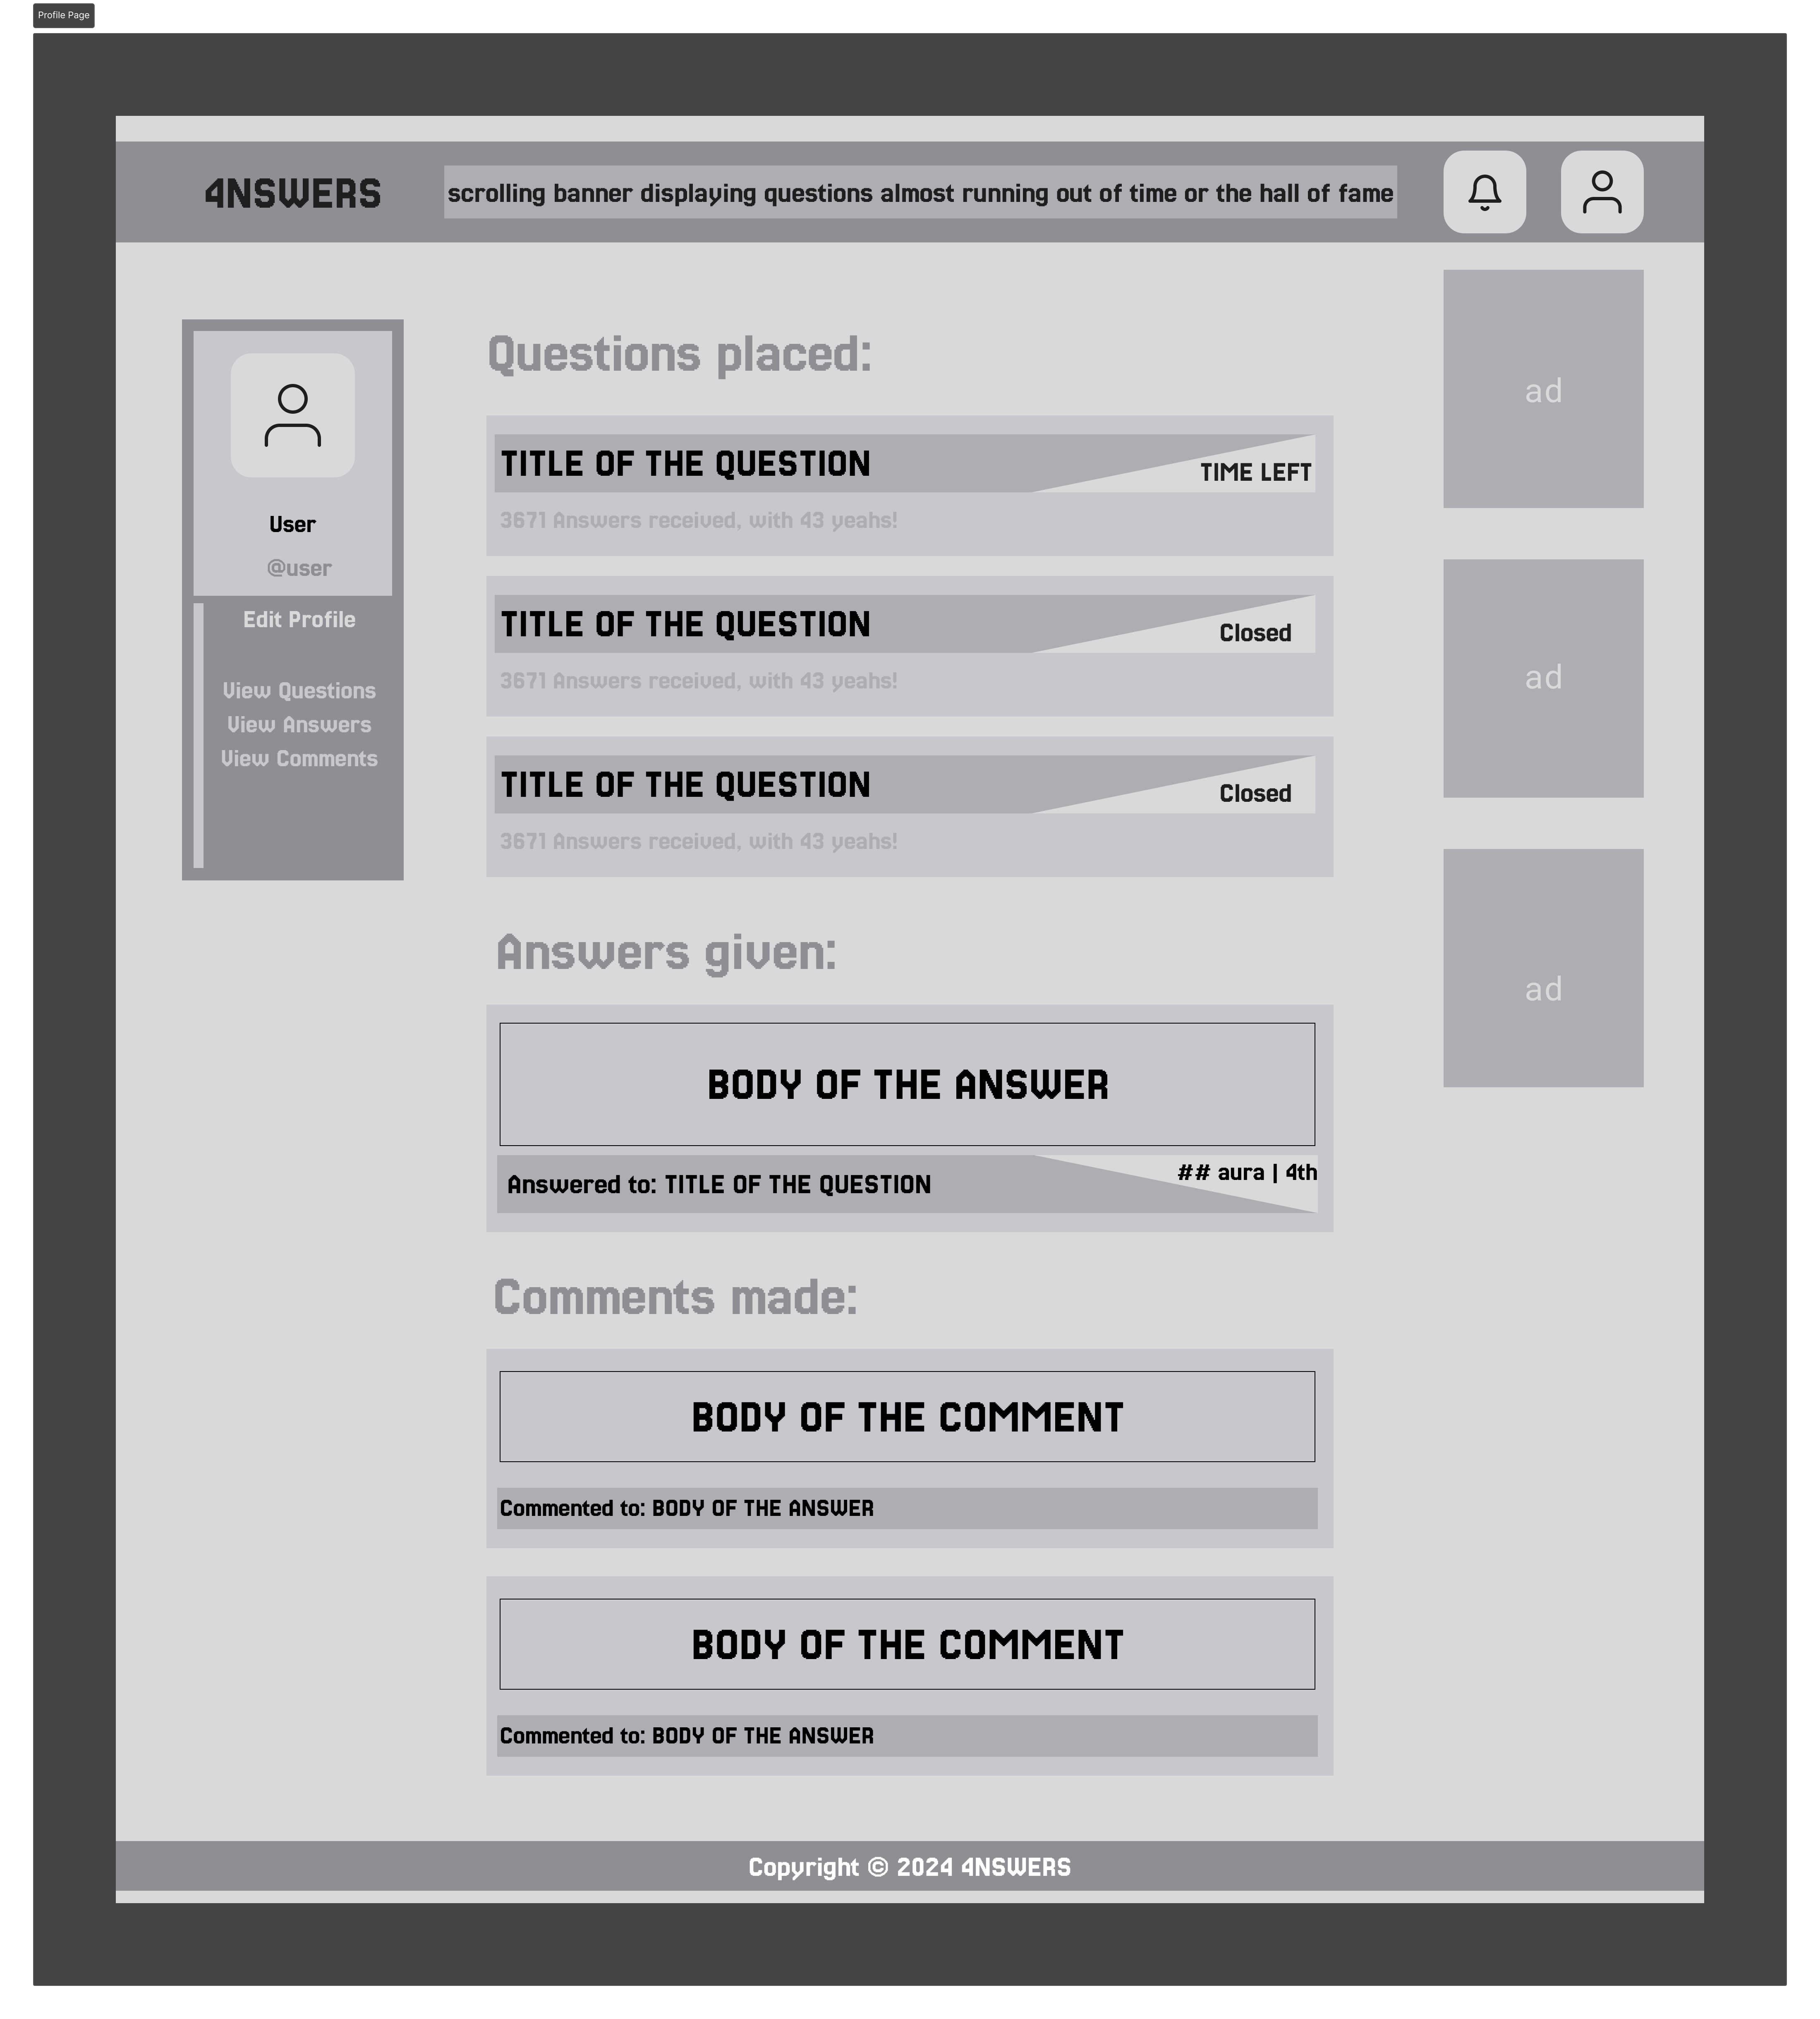 Profile Page
4NSWERS
scrolling banner displaying questions almost running out of time or the hall of fame
User
@user
Edit Profile
View Questions
View Answers
View Comments
Questions placed:
TITLE OF THE QUESTION
TIME LEFT
3671 Answers received, with 43 yeahs!
TITLE OF THE QUESTION
Closed
3671 Answers received, with 43 yeahs!
TITLE OF THE QUESTION
Closed
3671 Answers received, with 43 yeahs!
Answers given:
BODY OF THE ANSWER
Answered to: TITLE OF THE QUESTION
## aura | 4th
Comments made:
BODY OF THE COMMENT
Commented to: BODY OF THE ANSWER
BODY OF THE COMMENT
Commented to: BODY OF THE ANSWER
ad
ad
ad
Copyright © 2024 4NSWERS